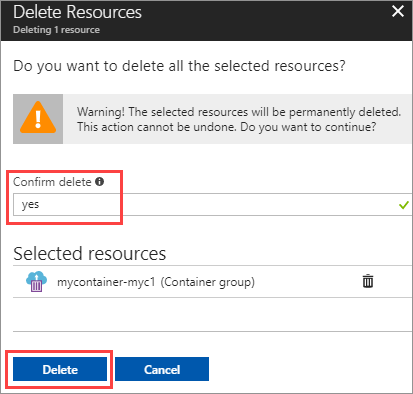 Delete Resources
Deleting 1 resource
Do you want to delete all the selected resources?
Warning! The selected resources will be permanently deleted.
This action cannot be undone. Do you want to continue?
Confirm delete
yes
Selected resources
mycontainer-myc1 (Container group)
Delete Cancel